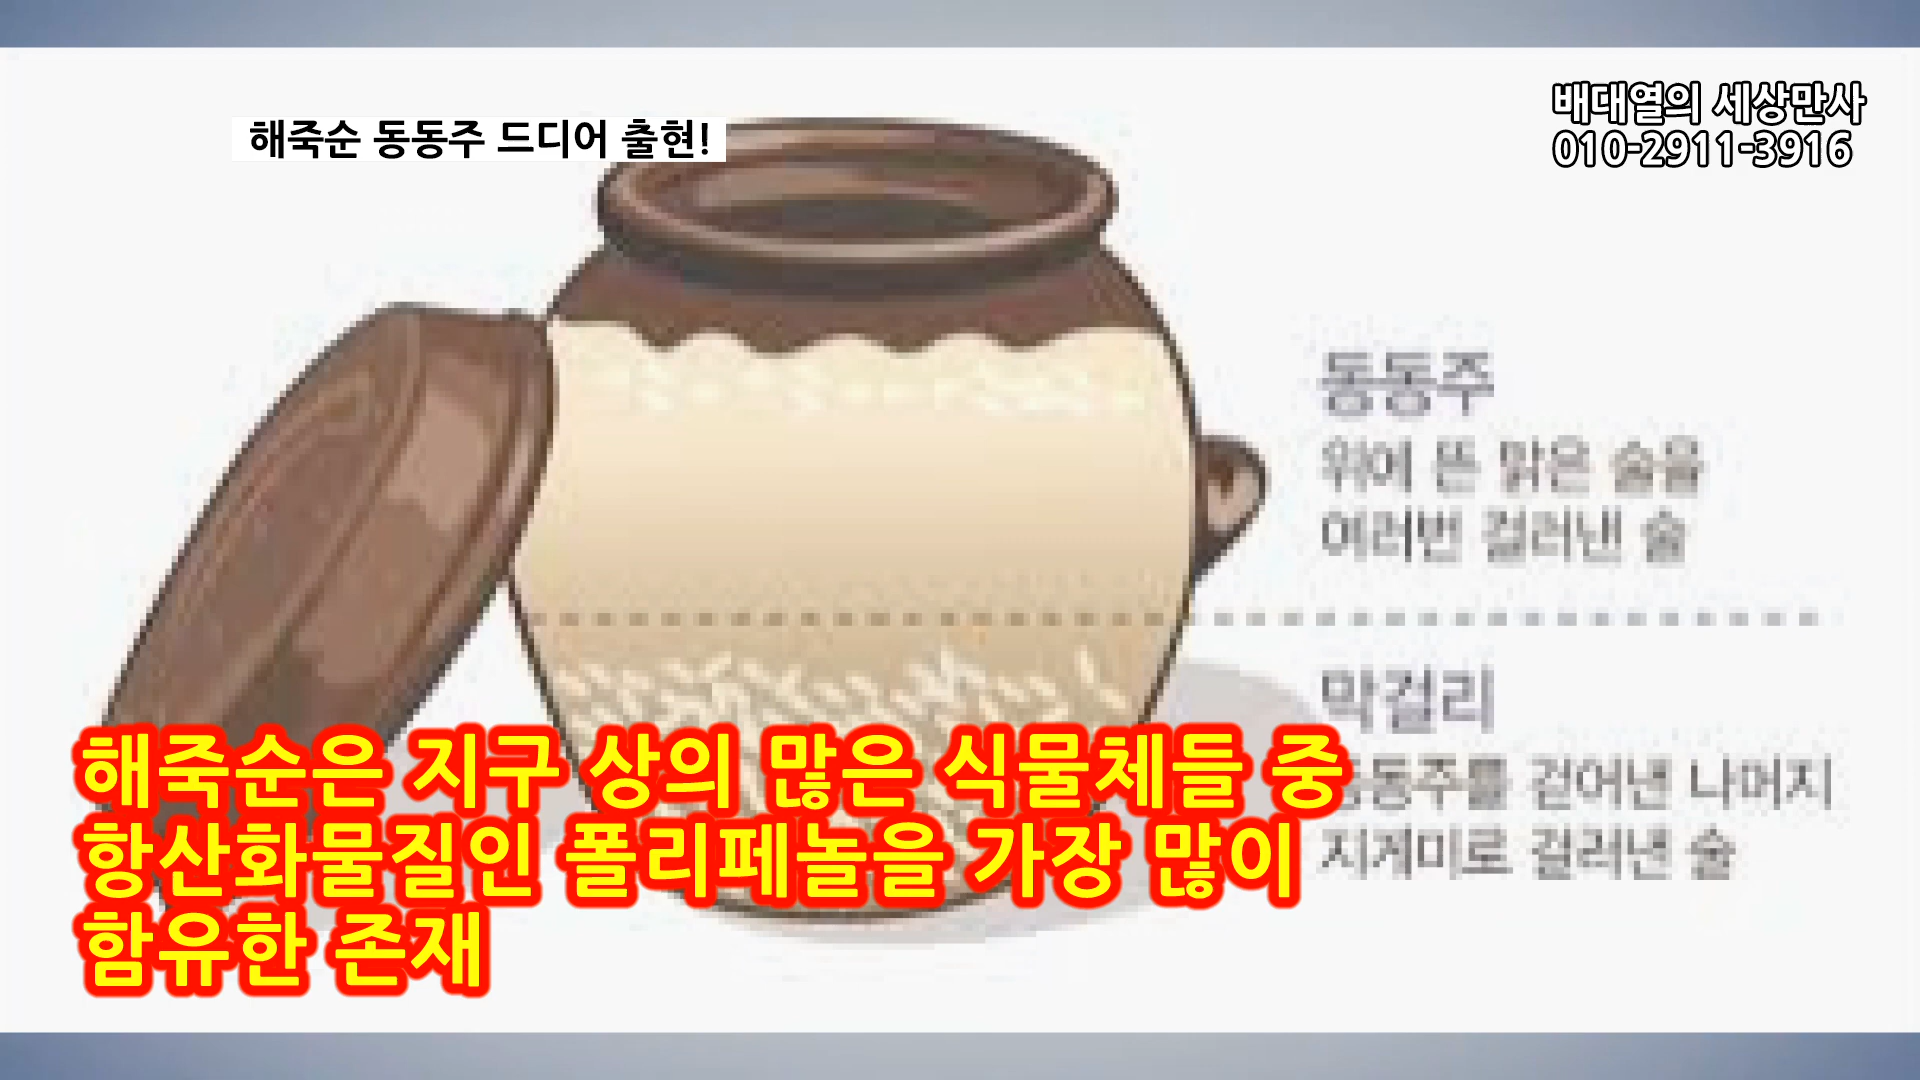 해죽순 동동주 드디어 출현!
배대열의 세상만사
010-2911-3916
동동주
위에 뜬 맑은 술을
여러번 걸러낸 술
막걸리
동동주를 걷어낸 나머지
지게미로 걸러낸 술
해죽순은 지구 상의 많은 식물체들 중
항산화물질인 폴리페놀을 가장 많이
함유한 존재